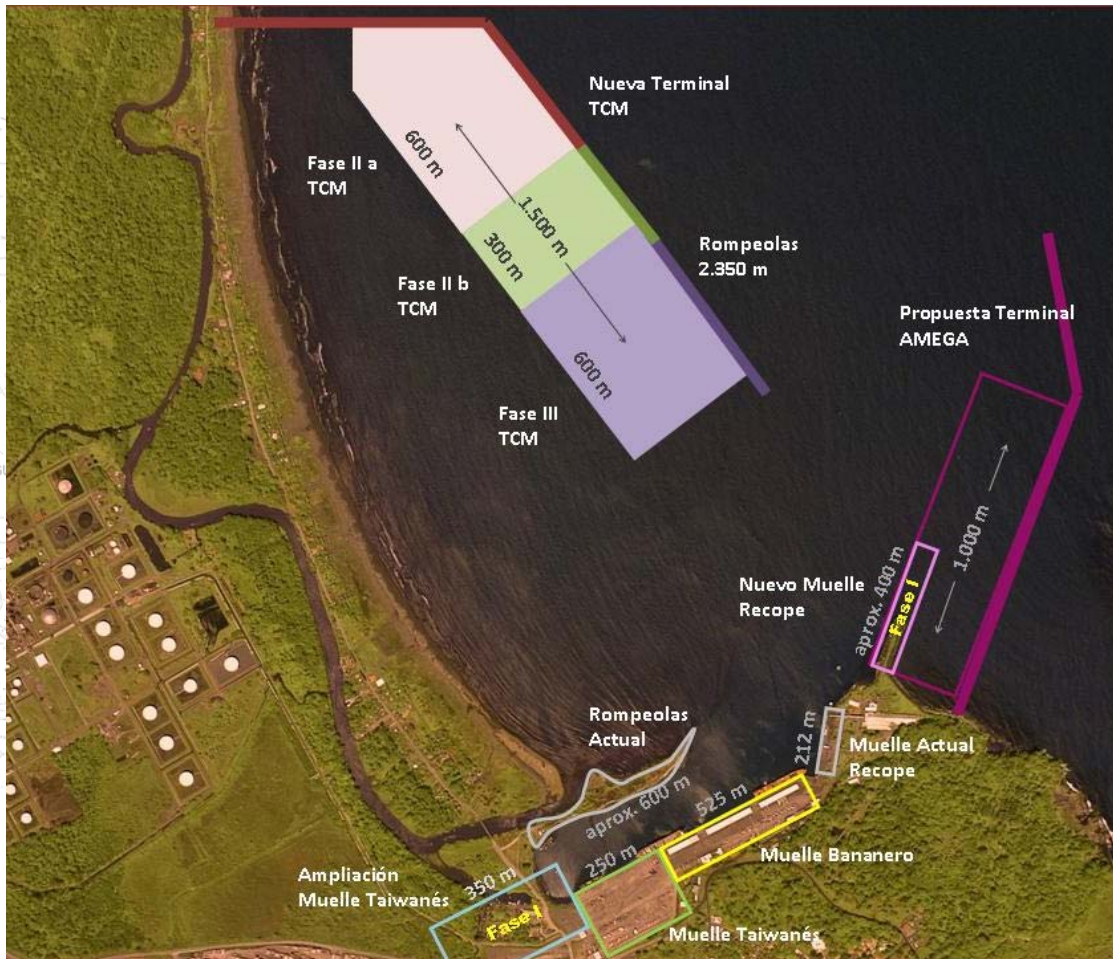 Nueva Terminal
TCM
Fase II a
TCM
600 m
1.500 m
300 m
Fase II b
TCM
Rompeolas
2.350 m
Propuesta Terminal
AMEGA
600 m
Fase III
TCM
1.000 m
Nuevo Muelle
Recope
aprox. 400 m
Fase I
Rompeolas
Actual
212 m
Muelle Actual
Recope
aprox. 600 m
525 m
Muelle Bananero
250 m
Ampliación
Muelle Taiwanés
350 m
Fase I
Muelle Taiwanés